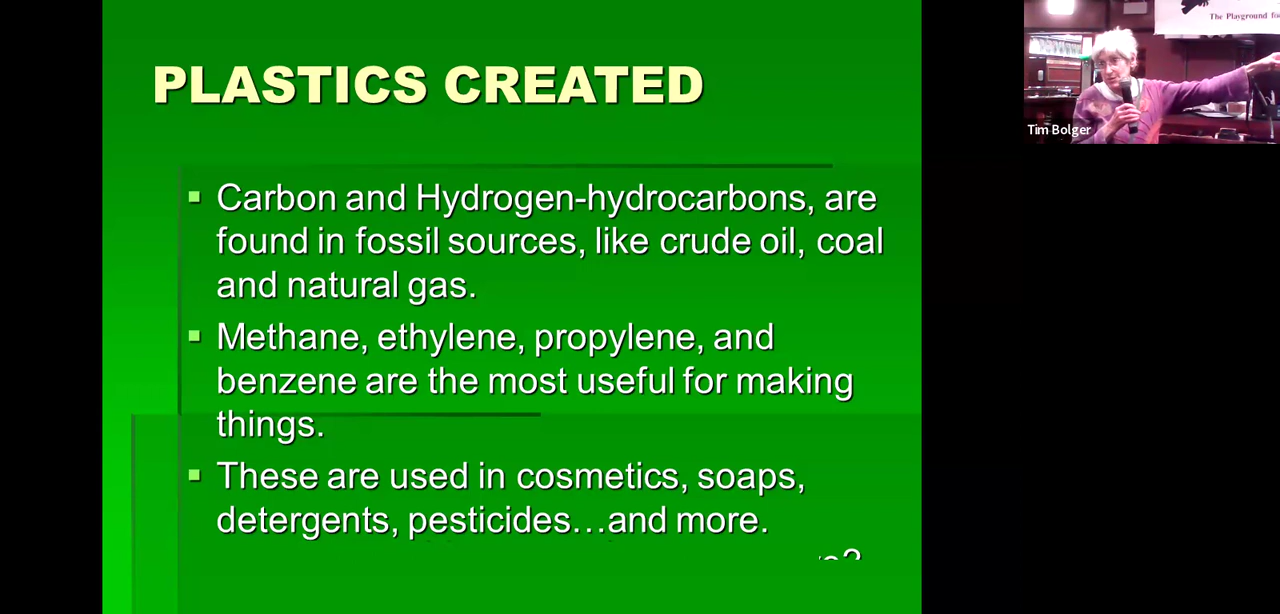 PLASTICS CREATED
Carbon and Hydrogen-hydrocarbons, are
found in fossil sources, like crude oil, coal
and natural gas.
Methane, ethylene, propylene, and
benzene are the most useful for making
things.
These are used in cosmetics, soaps,
detergents, pesticides…and more.
The Playground
Tim Bolger